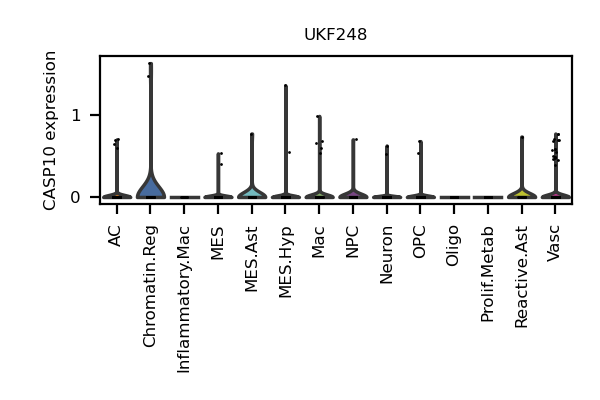 UKF248
CASP10 expression
1
0
AC
Chromatin.Reg
Inflammatory.Mac
MES
MES.Ast
MES.Hyp
Mac
NPC
Neuron
OPC
Oligo
Prolif.Metab
Reactive.Ast
Vasc